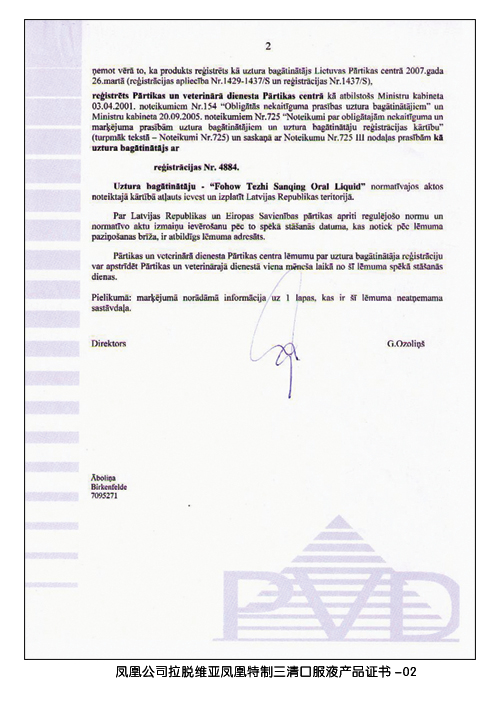 2
ņemot vērā to, ka produkts reģistrēts kā uztura bagātinātājs Lietuvas Pārtikas centrā 2007.gada
26.martā (reģistrācijas apliecība Nr.1429-1437/S un reģistrācijas Nr.1437/S),
reģistrēts Pārtikas un veterinārā dienesta Pārtikas centrā kā atbilstošs Ministru kabineta
03.04.2001. noteikumiem Nr.154 “Obligātās nekaitīguma prasības uztura bagātinātājiem” un
Ministru kabineta 20.09.2005. noteikumiem Nr.725 “Noteikumi par obligātajām nekaitīguma un
marķējuma prasībām uztura bagātinātājiem un uztura bagātinātāju reģistrācijas kārtību”
(turpmāk tekstā – Noteikumi Nr.725) un saskaņā ar Noteikumu Nr.725 III nodaļas prasībām kā
uztura bagātinātājs ar
reģistrācijas Nr. 4884.
Uztura bagātinātāju - “Fohow Tezhi Sanqing Oral Liquid” normatīvajos aktos
noteiktajā kārtībā atļauts ievest un izplatīt Latvijas Republikas teritorijā.
Par Latvijas Republikas un Eiropas Savienības pārtikas apriti regulējošo normu un
normatīvo aktu izmaiņu ievērošanu pēc to spēkā stāšanās datuma, kas notiek pēc lēmuma
paziņošanas brīža, ir atbildīgs lēmuma adresāts.
Pārtikas un veterinārā dienesta Pārtikas centra lēmumu par uztura bagātinātāja reģistrāciju
var apstrīdēt Pārtikas un veterinārajā dienestā viena mēneša laikā no šī lēmuma spēkā stāšanās
dienas.
Pielikumā: marķējumā norādāmā informācija uz 1 lapas, kas ir šī lēmuma neatņemama
sastāvdaļa.
Direktors G.Ozoliņš
Āboliņa
Birkenfelde
7095271
PVD
凤凰公司拉脱维亚凤凰特制三清口服液产品证书 -02